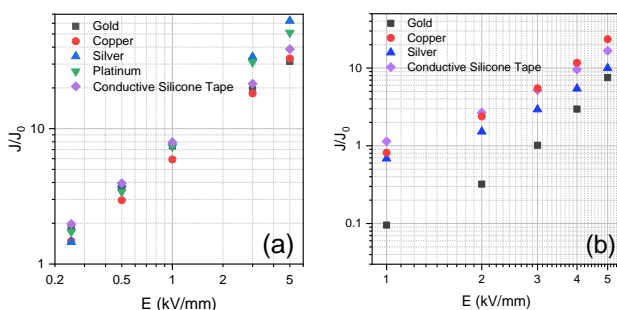 Gold
Copper
Silver
Platinum
Conductive Silicone Tape
J/J0
10
1
0.2
0.5
1
2
5
E (kV/mm)
(a)
Gold
Copper
Silver
Conductive Silicone Tape
J/J0
10
1
0.1
1
2
3
4
5
E (kV/mm)
(b)